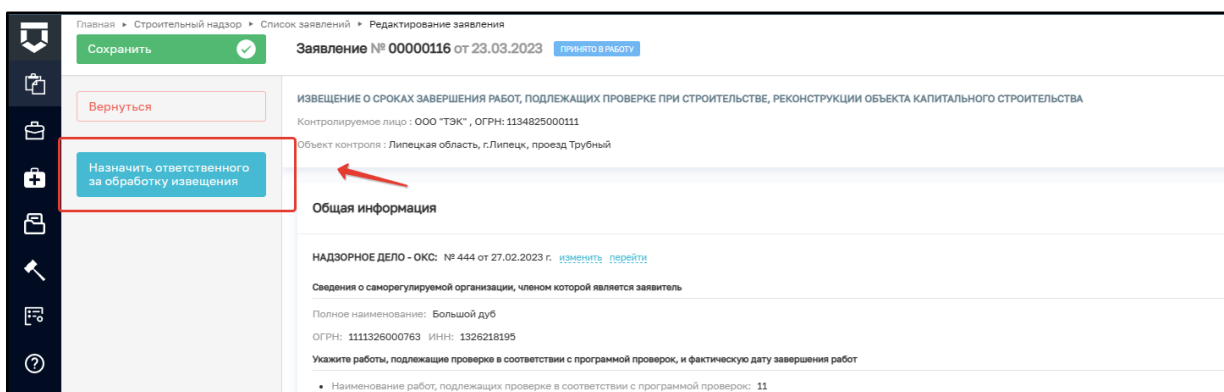 Главная ▸ Строительный надзор ▸ Список заявлений ▸ Редактирование заявления
Сохранить
Заявление № 00000116 от 23.03.2023 ПРИНЯТО В РАБОТУ
Вернуться
Назначить ответственного
за обработку извещения
ИЗВЕЩЕНИЕ О СРОКАХ ЗАВЕРШЕНИЯ РАБОТ, ПОДЛЕЖАЩИХ ПРОВЕРКЕ ПРИ СТРОИТЕЛЬСТВЕ, РЕКОНСТРУКЦИИ ОБЪЕКТА КАПИТАЛЬНОГО СТРОИТЕЛЬСТВА
Контролируемое лицо : ООО "ТЭК" , ОГРН: 1134825000111
Объект контроля : Липецкая область, г.Липецк, проезд Трубный
Общая информация
НАДЗОРНОЕ ДЕЛО - ОКС: № 444 от 27.02.2023 г. изменить перейти
Сведения о саморегулируемой организации, членом которой является заявитель
Полное наименование: Большой дуб
ОГРН: 1111326000763 ИНН: 1326218195
Укажите работы, подлежащие проверке в соответствии с программой проверок, и фактическую дату завершения работ
• Наименование работ, подлежащих проверке в соответствии с программой проверок: 11